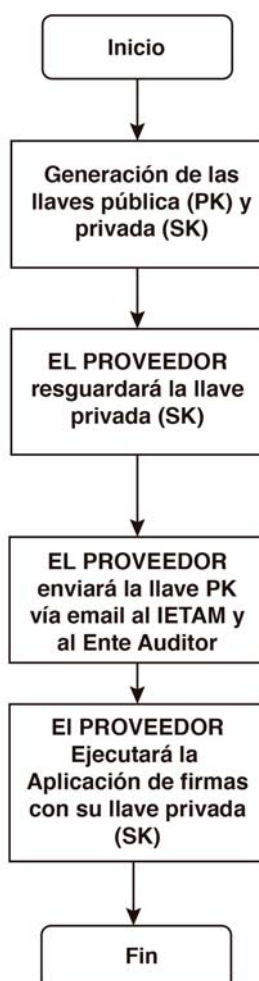 Inicio
Generación de las
llaves pública (PK) y
privada (SK)
EL PROVEEDOR
resguardará la llave
privada (SK)
EL PROVEEDOR
enviará la llave PK
vía email al IETAM y
al Ente Auditor
El PROVEEDOR
Ejecutará la
Aplicación de firmas
con su llave privada
(SK)
Fin